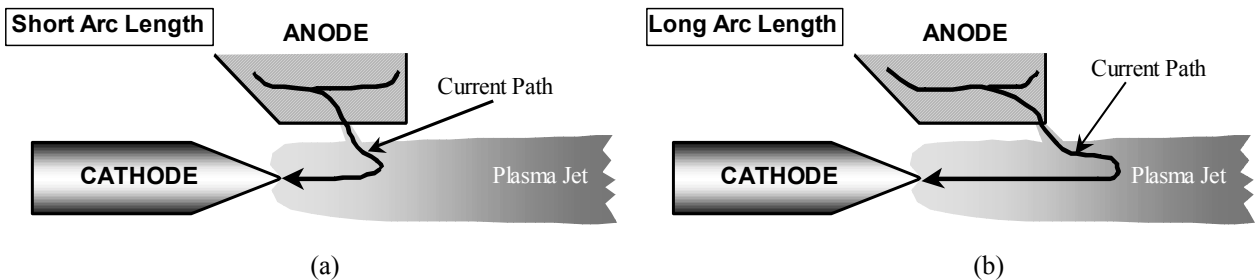 Short Arc Length
ANODE
Current Path
CATHODE
Plasma Jet
(a)
Long Arc Length
ANODE
Current Path
CATHODE
Plasma Jet
(b)